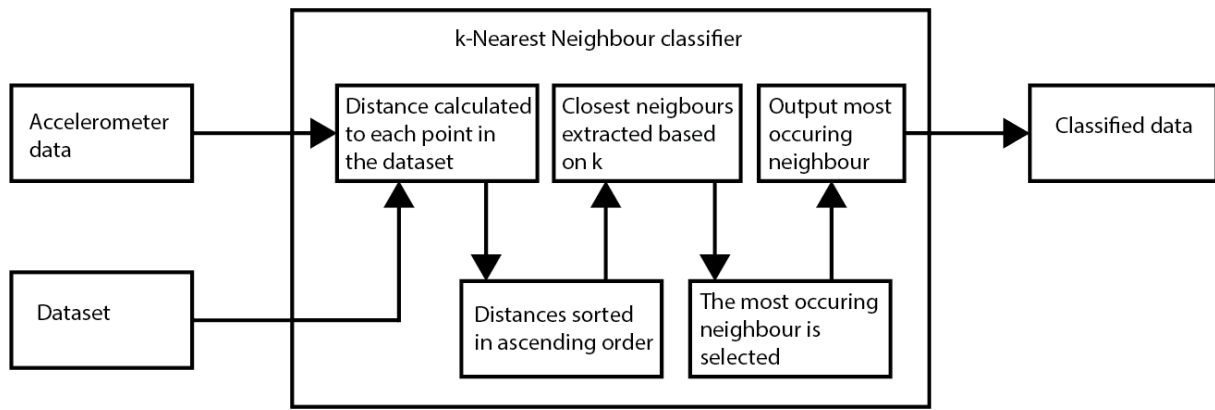 k-Nearest Neighbour classifier
Accelerometer
data
Distance calculated
to each point in
the dataset
Closest neigbours
extracted based
on k
Output most
occuring
neighbour
Classified data
Dataset
Distances sorted
in ascending order
The most occuring
neighbour is
selected